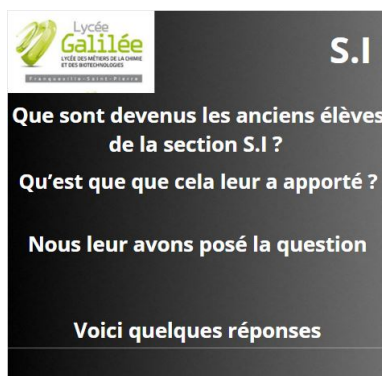 Lycée
Galilée
LYCÉE DES MÉTIERS DE LA CHIMIE
ET DES BIOTECHNOLOGIES
Franqueville-Saint-Pierre
S.I
Que sont devenus les anciens élèves
de la section S.I ?
Qu'est que que cela leur a apporté ?
Nous leur avons posé la question
Voici quelques réponses